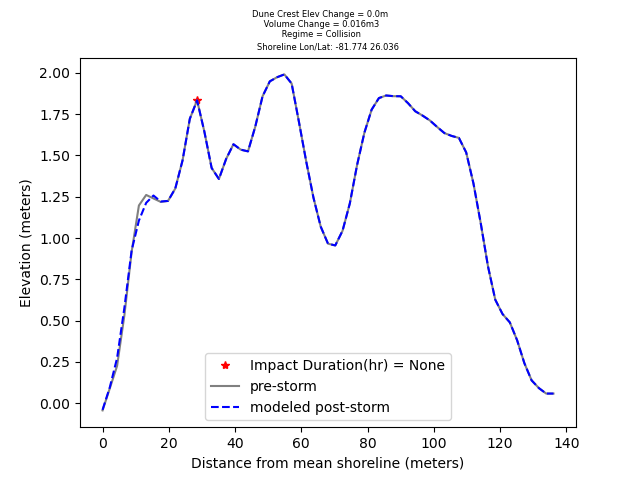 Dune Crest Elev Change = 0.0m
Volume Change = 0.016m3
Regime = Collision
Shoreline Lon/Lat: -81.774 26.036
2.00
1.75
1.50
1.25
1.00
0.75
0.50
0.25
0.00
Elevation (meters)
Impact Duration(hr) = None
pre-storm
modeled post-storm
0 20 40 60 80 100 120 140
Distance from mean shoreline (meters)